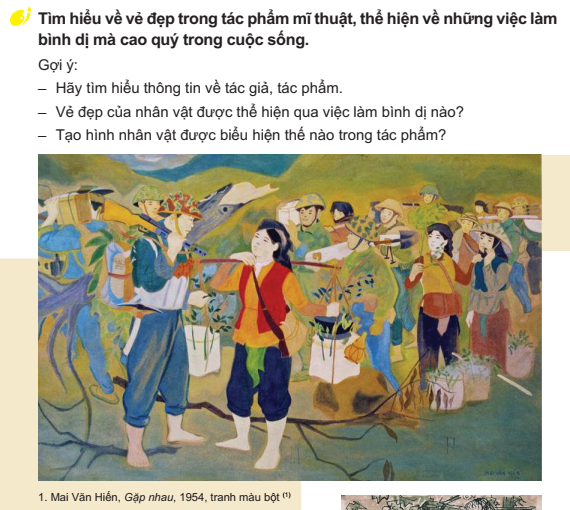 Tìm hiểu về vẻ đẹp trong tác phẩm mĩ thuật, thể hiện về những việc làm
bình dị mà cao quý trong cuộc sống.
Gợi ý:
– Hãy tìm hiểu thông tin về tác giả, tác phẩm.
– Vẻ đẹp của nhân vật được thể hiện qua việc làm bình dị nào?
– Tạo hình nhân vật được biểu hiện thế nào trong tác phẩm?
1. Mai Văn Hiến, Gặp nhau, 1954, tranh màu bột (1)